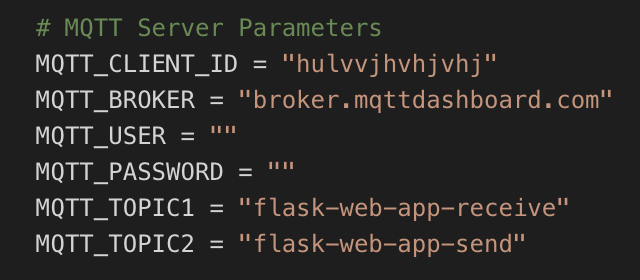 # MQTT Server Parameters
MQTT_CLIENT_ID = "hulvvjhvhjvhj"
MQTT_BROKER = "broker.mqttdashboard.com"
MQTT_USER = ""
MQTT_PASSWORD = ""
MQTT_TOPIC1 = "flask-web-app-receive"
MQTT_TOPIC2 = "flask-web-app-send"